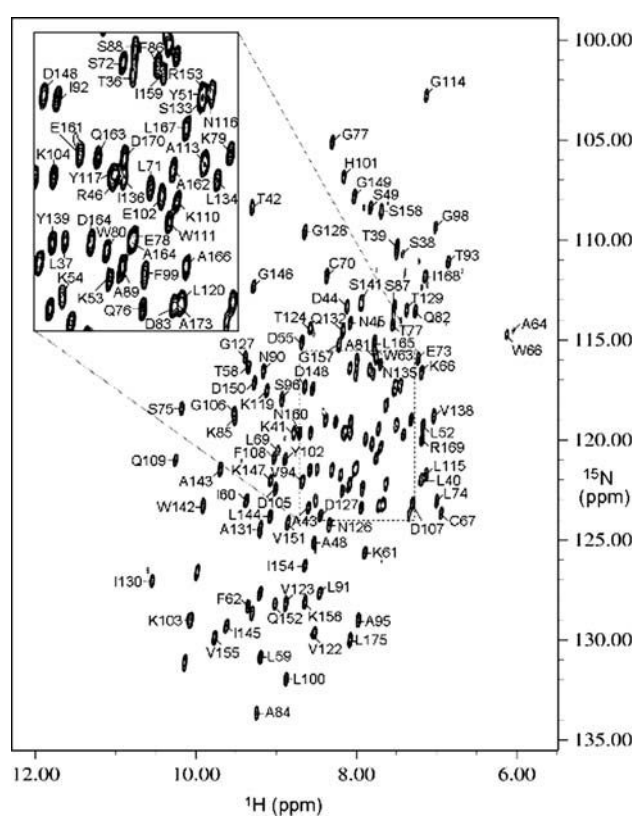 S88 F86
S72
T36
R153
D148
I92
I159
Y51
S133
N116
E161
Q163
L167
K79
K104
D170
A113
Y117
L71
A162
R46
I136
L134
E102
K110
Y139
D164
E78
W111
W80
A164
A166
L37
F99
K54
K53
A89
L120
Q76
D83
A173
G114
G77
H101
G149
S49
S158
T42
G98
G128
T39
S38
T93
C70
I168
G146
S141
S87
D44
T129
T124
Q132
N45
Q82
T77
A64
D55
A81
L165
W66
G127
G157
W63
E73
T58
N90
D148
N135
K66
D150
S96
G106
K119
S75
N160
V138
K85
K41
L52
L69
R169
Q109
F108
Y102
A143
K147
V94
L115
L40
I60
D105
D127
L74
W142
L144
A43
D107
C67
A131
N126
V151
A48
K61
I154
I130
F62
V123
L91
K103
Q152
K156
A95
I145
V155
V122
L175
L59
L100
A84
100.00
105.00
110.00
115.00
120.00
15N
(ppm)
125.00
130.00
135.00
12.00 10.00 8.00 6.00
1H (ppm)